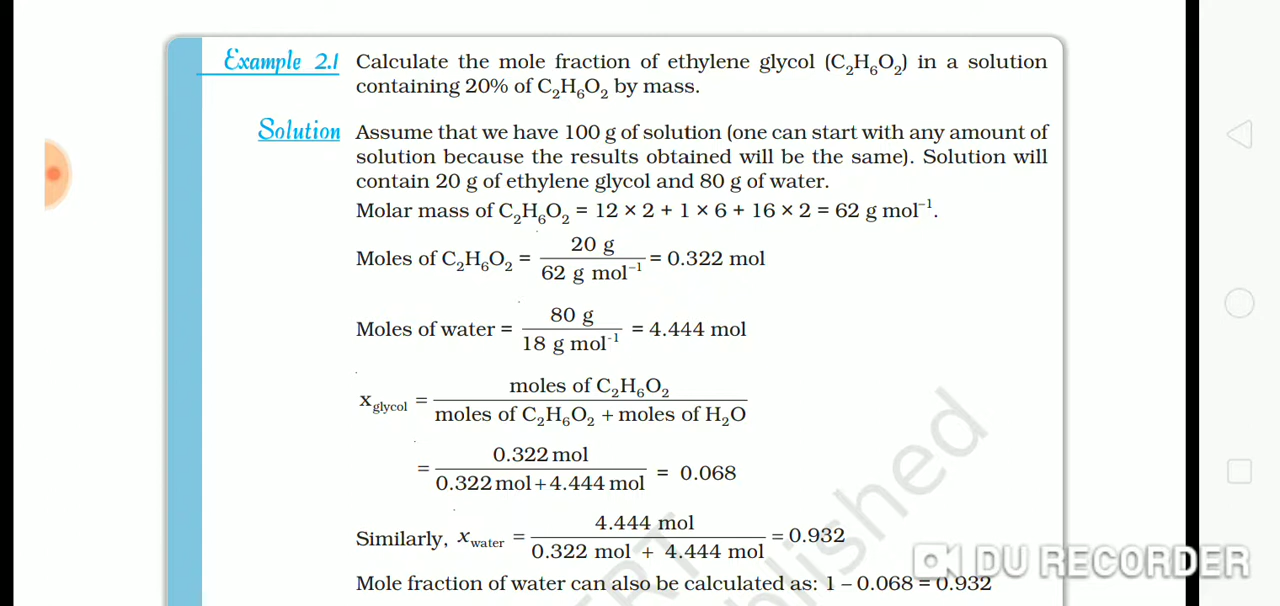 Example 2.1 Calculate the mole fraction of ethylene glycol (C₂H₆O₂) in a solution
containing 20% of C₂H₆O₂ by mass.
Solution Assume that we have 100 g of solution (one can start with any amount of
solution because the results obtained will be the same). Solution will
contain 20 g of ethylene glycol and 80 g of water.
Molar mass of C₂H₆O₂ = 12 × 2 + 1 × 6 + 16 × 2 = 62 g mol⁻¹.
Moles of C₂H₆O₂ = 20 g / 62 g mol⁻¹ = 0.322 mol
Moles of water = 80 g / 18 g mol⁻¹ = 4.444 mol
x glycol = moles of C₂H₆O₂ / moles of C₂H₆O₂ + moles of H₂O
= 0.322 mol / 0.322 mol + 4.444 mol = 0.068
Similarly, x water = 4.444 mol / 0.322 mol + 4.444 mol = 0.932
Mole fraction of water can also be calculated as: 1 – 0.068 = 0.932
DU RECORDER
ERT
published